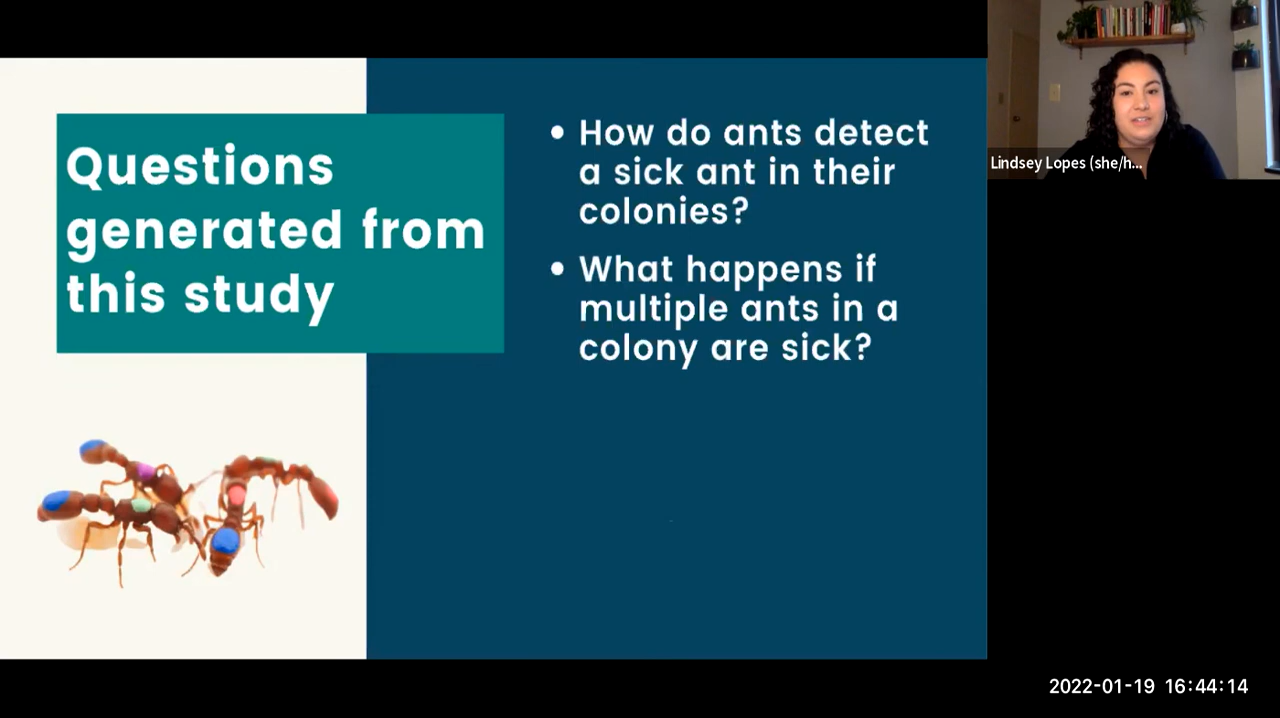 Questions
generated from
this study
• How do ants detect
a sick ant in their
colonies?
• What happens if
multiple ants in a
colony are sick?
Lindsey Lopes (she/h...
2022-01-19 16:44:14